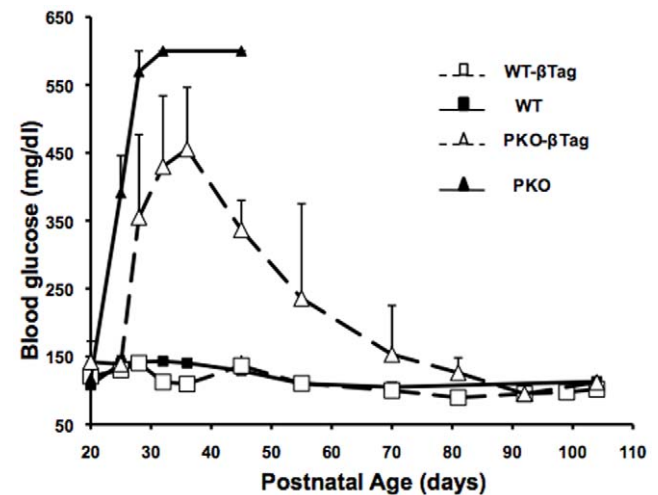 650
550
450
350
250
150
50
Blood glucose (mg/dl)
WT-βTag
WT
PKO-βTag
PKO
20 30 40 50 60 70 80 90 100 110
Postnatal Age (days)